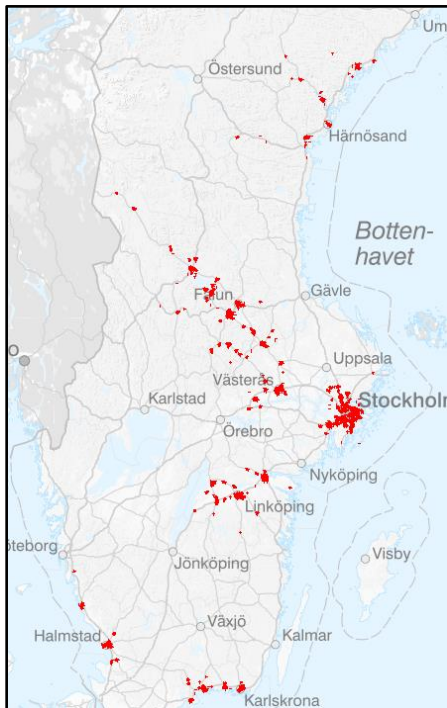 Um
Östersund
Härnösand
Botten-
havet
Falun
Gävle
o
Uppsala
Västerås
Stockholm
Karlstad
Örebro
Nyköping
Linköping
öteborg
Jönköping
Visby
Växjö
Halmstad
Kalmar
Karlskrona